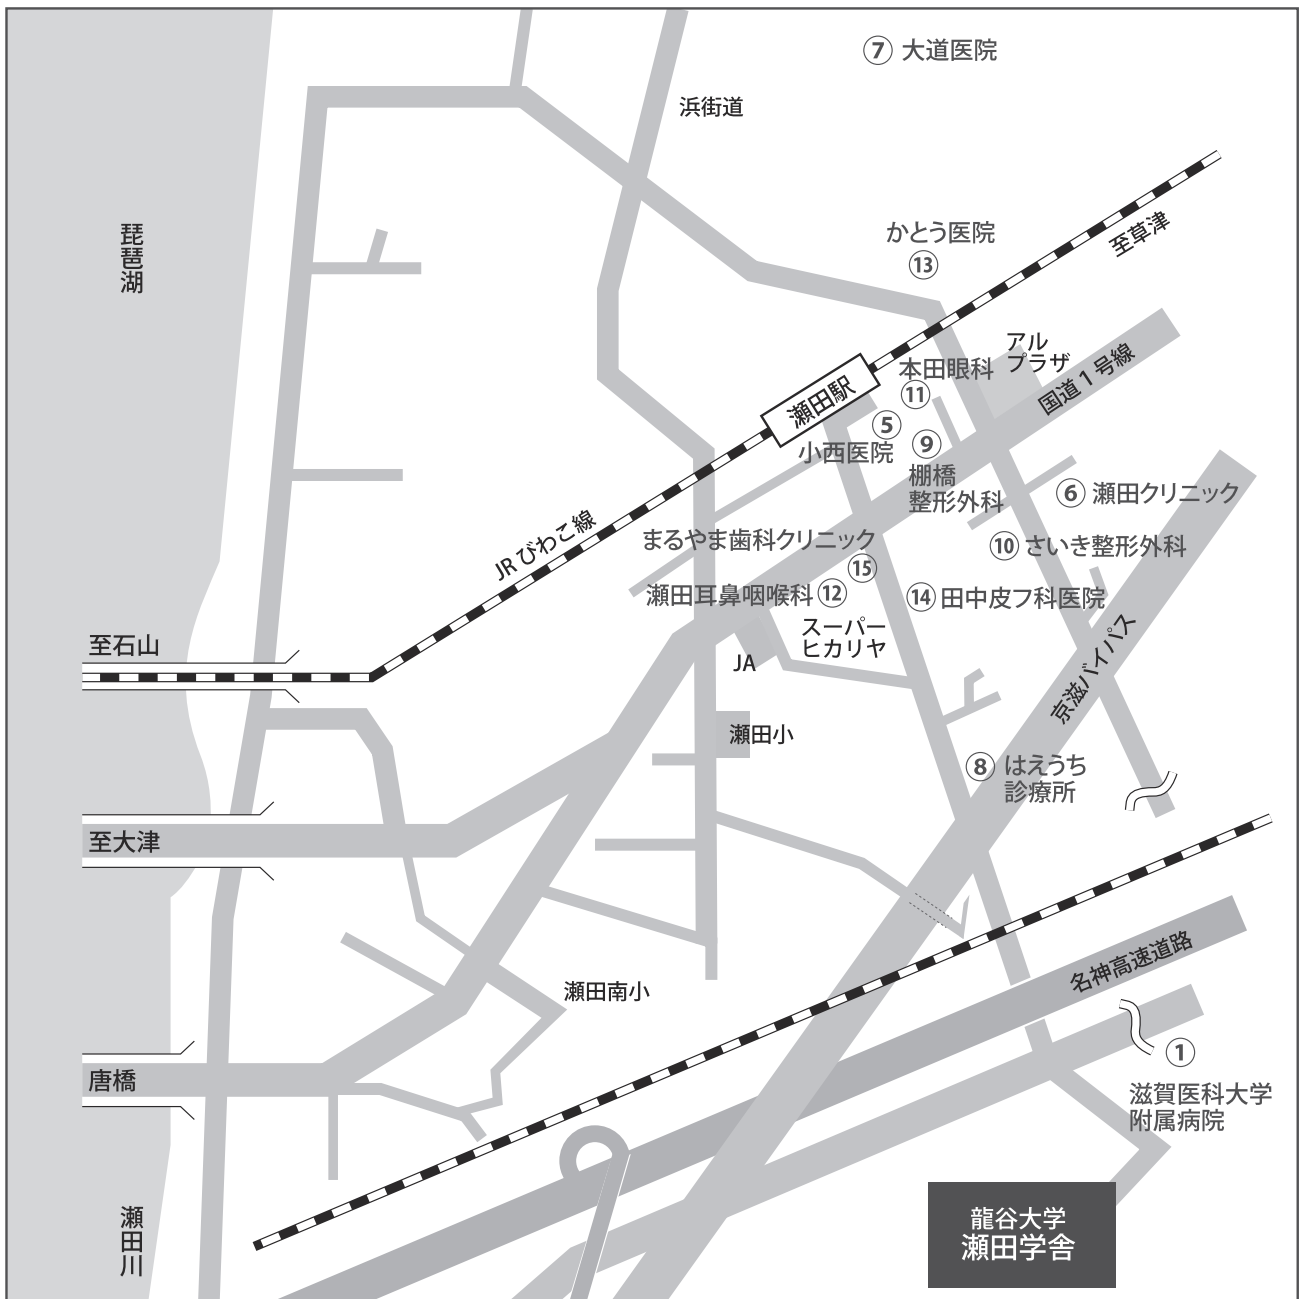 ⑦ 大道医院
浜街道
琵琶湖
かとう医院
⑬
至草津
アル
プラザ
本田眼科
⑪
国道1号線
瀬田駅
⑤
小西医院
⑨
棚橋
整形外科
⑥ 瀬田クリニック
JRびわこ線
まるやま歯科クリニック
⑮
⑩ さいき整形外科
瀬田耳鼻咽喉科 ⑫
⑭ 田中皮フ科医院
スーパー
ヒカリヤ
JA
至石山
京滋バイパス
瀬田小
⑧ はえうち
診療所
至大津
名神高速道路
瀬田南小
①
滋賀医科大学
附属病院
唐橋
瀬田川
龍谷大学
瀬田学舎